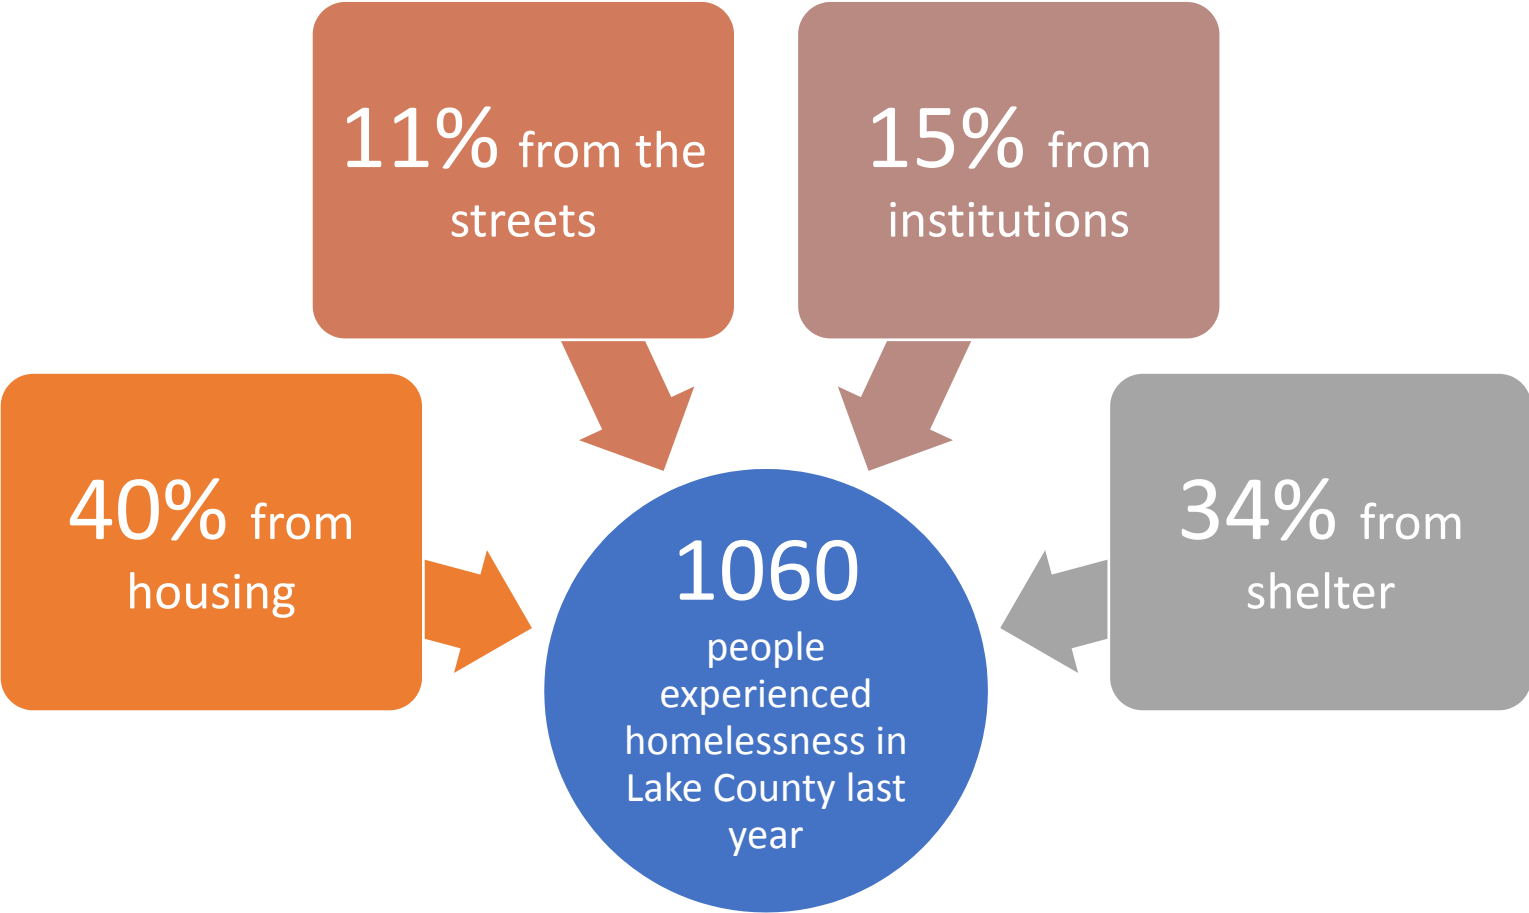 11% from the
streets
15% from
institutions
40% from
housing
34% from
shelter
1060
people
experienced
homelessness in
Lake County last
year